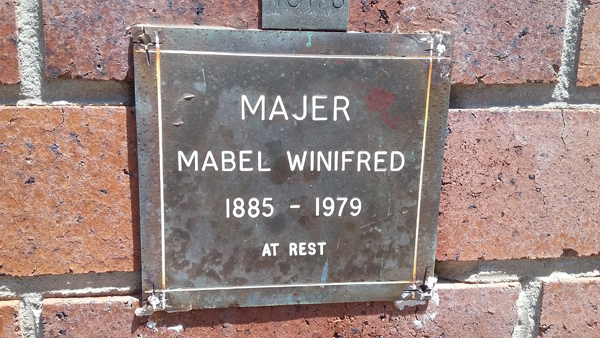 MAJER
MABEL WINIFRED
1885 - 1979
AT REST